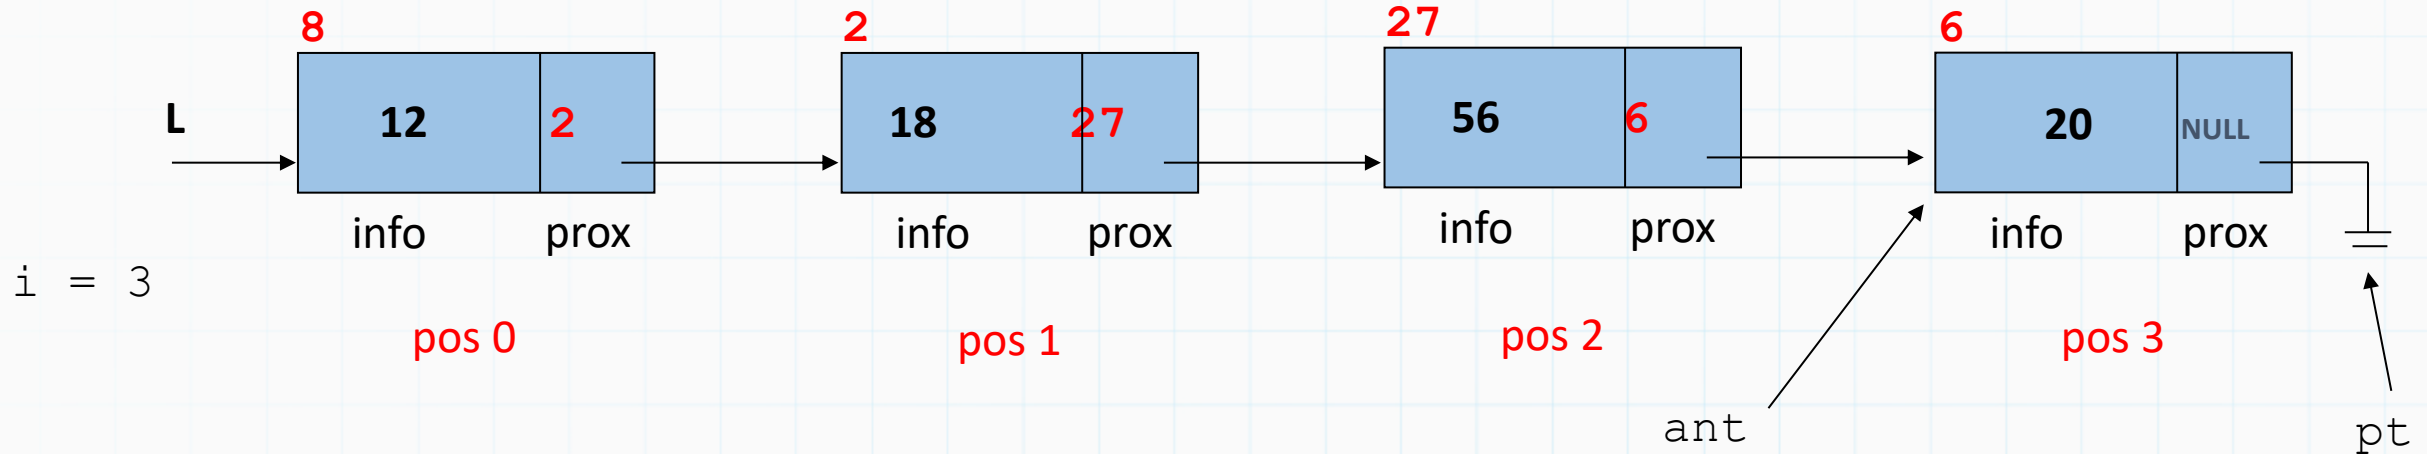 8 2 27 6
L 12 2 18 27 56 6 20 NULL
info prox info prox info prox info prox
i = 3
pos 0 pos 1 pos 2 pos 3
ant pt